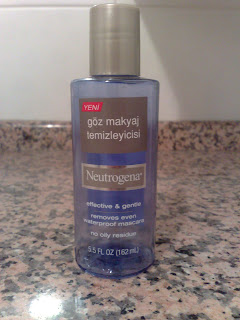 YENİ
göz makyaj
temizleyicisi
Neutrogena®
effective & gentle
removes even
waterproof mascara
no oily residue
5.5 FL OZ (162 mL)